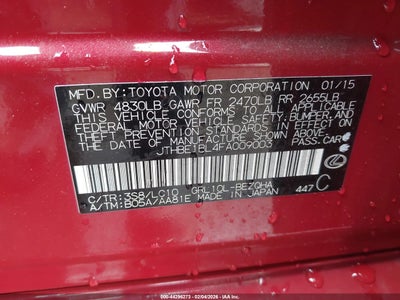 MFD.BY:TOYOTA MOTOR CORPORATION 01/15
GVWR 4830LB GAWR FR 2470LB RR 2655LB
THIS VEHICLE CONFORMS TO ALL APPLICABLE
FEDERAL MOTOR VEHICLE SAFETY, BUMPER, AND
THEFT PREVENTION STANDARDS IN EFFECT ON
THE DATE OF MANUFACTURE SHOWN ABOVE.
JTHBE1BL4FA009003 PASS.CAR
C/TR:3S8/LC10 GRL10L-BEZQHA
A/TM:B05A/AA81E MADE IN JAPAN 447 C
000-44296273 - 02/04/2026 - IAA Inc.